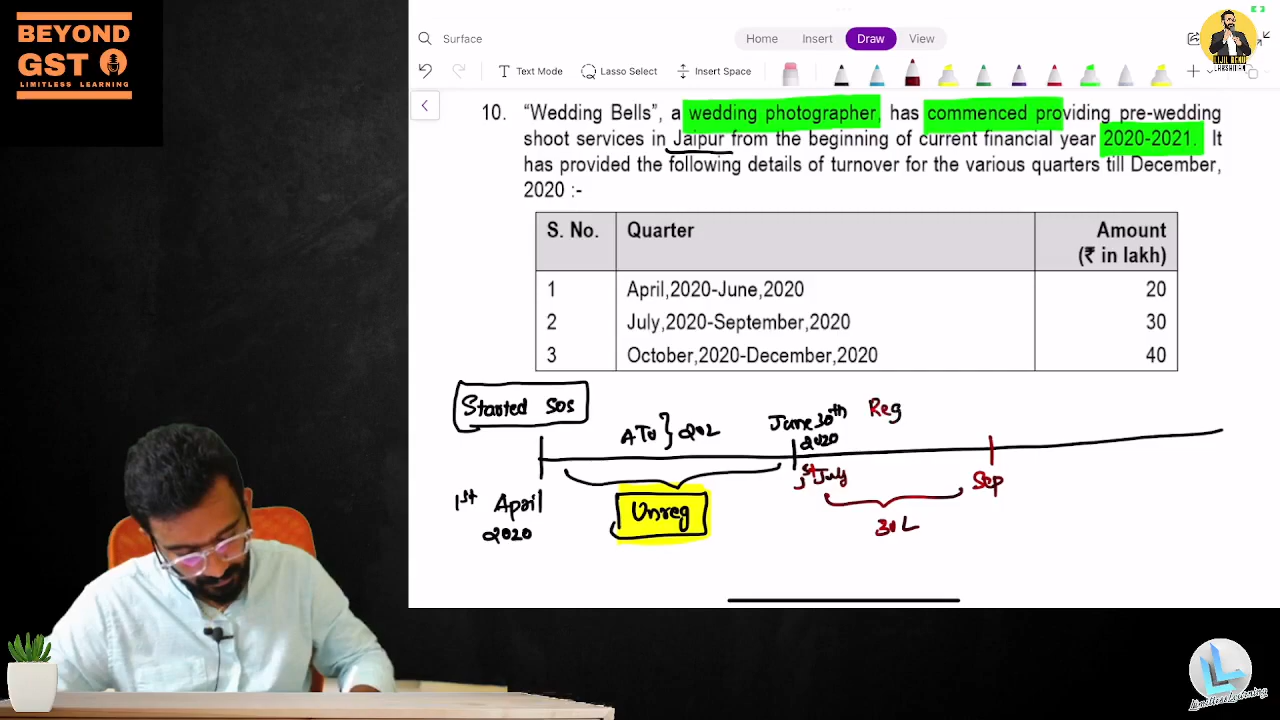 BEYOND
GST
LIMITLESS LEARNING
Surface
Home Insert Draw View
Text Mode Lasso Select Insert Space
10. “Wedding Bells”, a wedding photographer, has commenced providing pre-wedding
shoot services in Jaipur from the beginning of current financial year 2020-2021. It
has provided the following details of turnover for the various quarters till December,
2020 :-
S. No. Quarter Amount
(₹ in lakh)
1 April,2020-June,2020 20
2 July,2020-September,2020 30
3 October,2020-December,2020 40
Started SOS
June 30th Reg
2020
ATO } 20L
1st July
Sep
1st April
2020
Unreg
30L
Limitless Learning